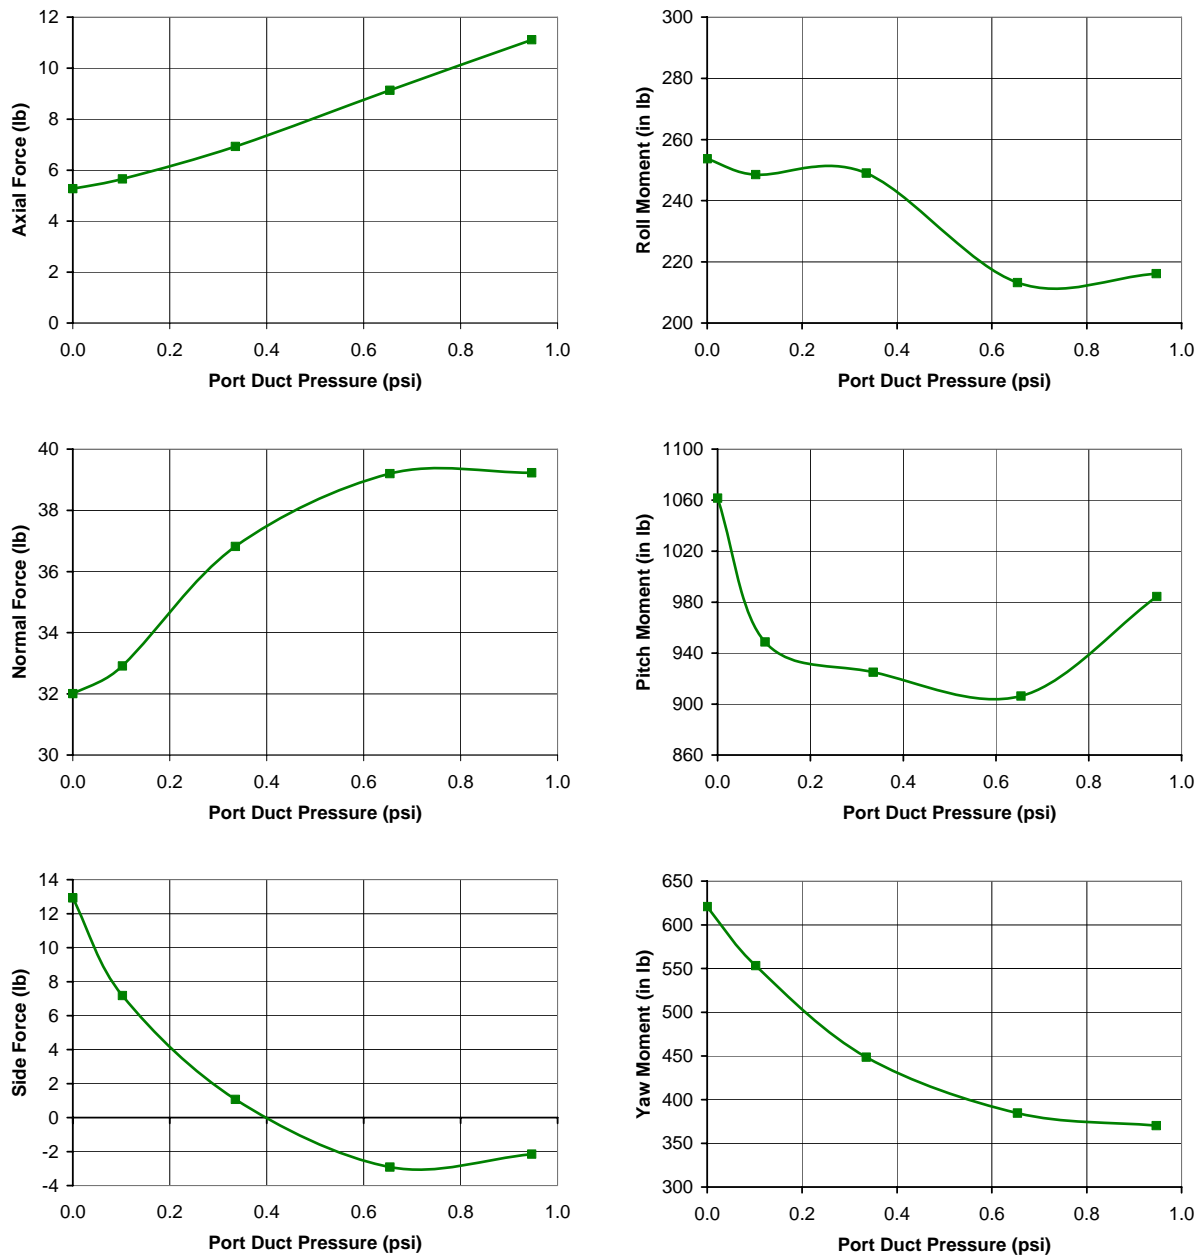 12
10
8
6
4
2
0
Axial Force (lb)
0.0 0.2 0.4 0.6 0.8 1.0
Port Duct Pressure (psi)
300
280
260
240
220
200
Roll Moment (in lb)
0.0 0.2 0.4 0.6 0.8 1.0
Port Duct Pressure (psi)
40
38
36
34
32
30
Normal Force (lb)
0.0 0.2 0.4 0.6 0.8 1.0
Port Duct Pressure (psi)
1100
1060
1020
980
940
900
860
Pitch Moment (in lb)
0.0 0.2 0.4 0.6 0.8 1.0
Port Duct Pressure (psi)
14
12
10
8
6
4
2
0
-2
-4
Side Force (lb)
0.0 0.2 0.4 0.6 0.8 1.0
Port Duct Pressure (psi)
650
600
550
500
450
400
350
300
Yaw Moment (in lb)
0.0 0.2 0.4 0.6 0.8 1.0
Port Duct Pressure (psi)